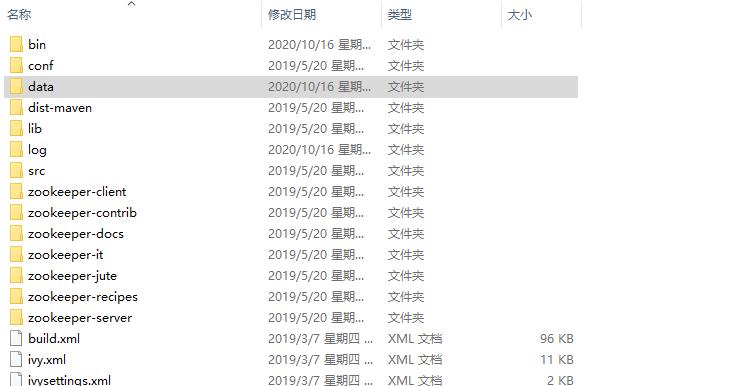 名称 修改日期 类型 大小
bin 2020/10/16 星期... 文件夹
conf 2019/5/20 星期... 文件夹
data 2020/10/16 星期... 文件夹
dist-maven 2019/5/20 星期... 文件夹
lib 2019/5/20 星期... 文件夹
log 2020/10/16 星期... 文件夹
src 2019/5/20 星期... 文件夹
zookeeper-client 2019/5/20 星期... 文件夹
zookeeper-contrib 2019/5/20 星期... 文件夹
zookeeper-docs 2019/5/20 星期... 文件夹
zookeeper-it 2019/5/20 星期... 文件夹
zookeeper-jute 2019/5/20 星期... 文件夹
zookeeper-recipes 2019/5/20 星期... 文件夹
zookeeper-server 2019/5/20 星期... 文件夹
build.xml 2019/3/7 星期四 ... XML 文档 96 KB
ivy.xml 2019/3/7 星期四 ... XML 文档 11 KB
ivysettings.xml 2019/3/7 星期四 ... XML 文档 2 KB